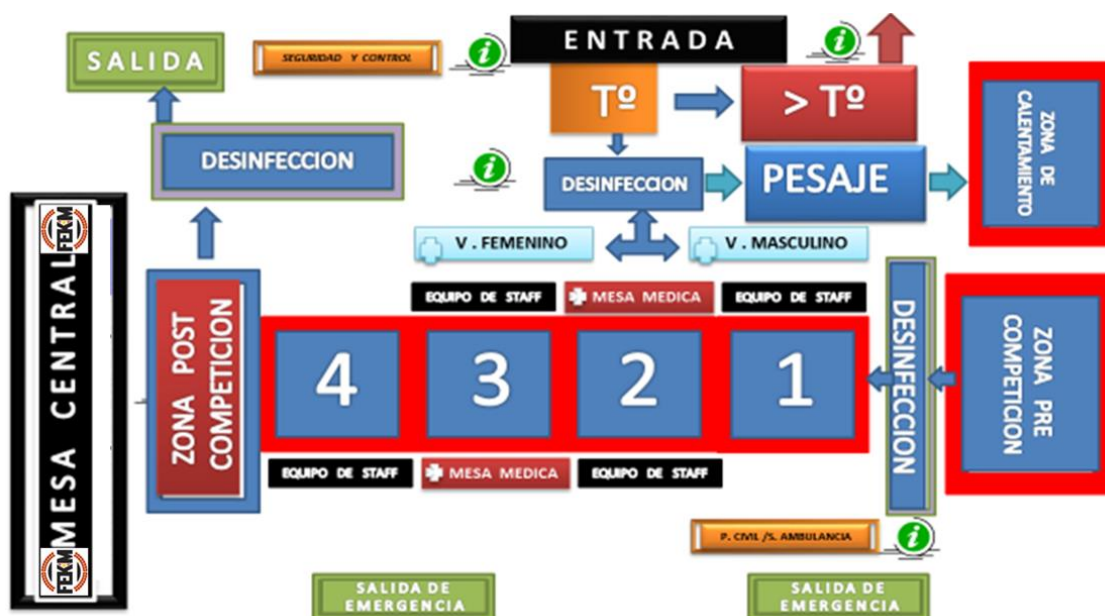 ENTRADA
SALIDA
SEGURIDAD Y CONTROL
i
i
Tº
> Tº
ZONA DE
CALENTAMIENTO
DESINFECCION
i
DESINFECCION
PESAJE
V . FEMENINO
V . MASCULINO
FEKM
MESA CENTRAL
FEKM
ZONA POST
COMPETICION
EQUIPO DE STAFF
MESA MEDICA
EQUIPO DE STAFF
4
3
2
1
DESINFECCION
ZONA PRE
COMPETICION
EQUIPO DE STAFF
MESA MEDICA
EQUIPO DE STAFF
P. CIVIL /S. AMBULANCIA
i
SALIDA DE
EMERGENCIA
SALIDA DE
EMERGENCIA